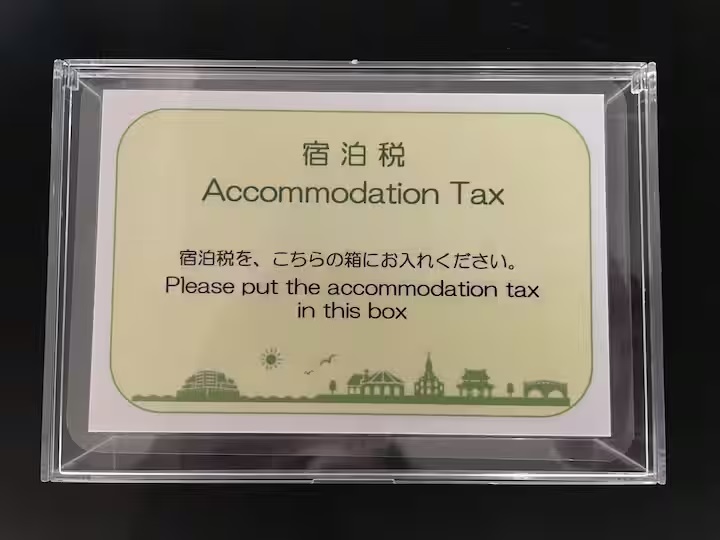 宿泊税
Accommodation Tax
宿泊税を、こちらの箱にお入れください。
Please put the accommodation tax
in this box